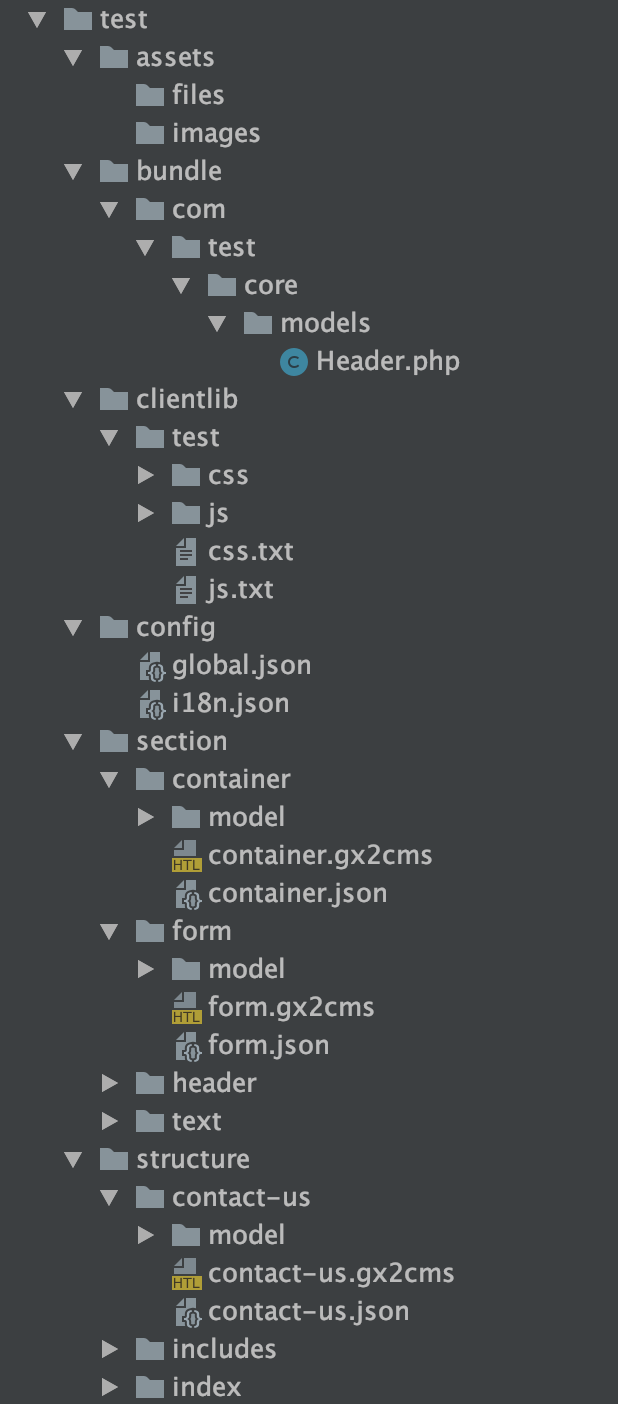 test
assets
files
images
bundle
com
test
core
models
C Header.php
clientlib
test
css
js
css.txt
js.txt
config
{} global.json
{} i18n.json
section
container
model
HTL container.gx2cms
{} container.json
form
model
HTL form.gx2cms
{} form.json
header
text
structure
contact-us
model
HTL contact-us.gx2cms
{} contact-us.json
includes
index